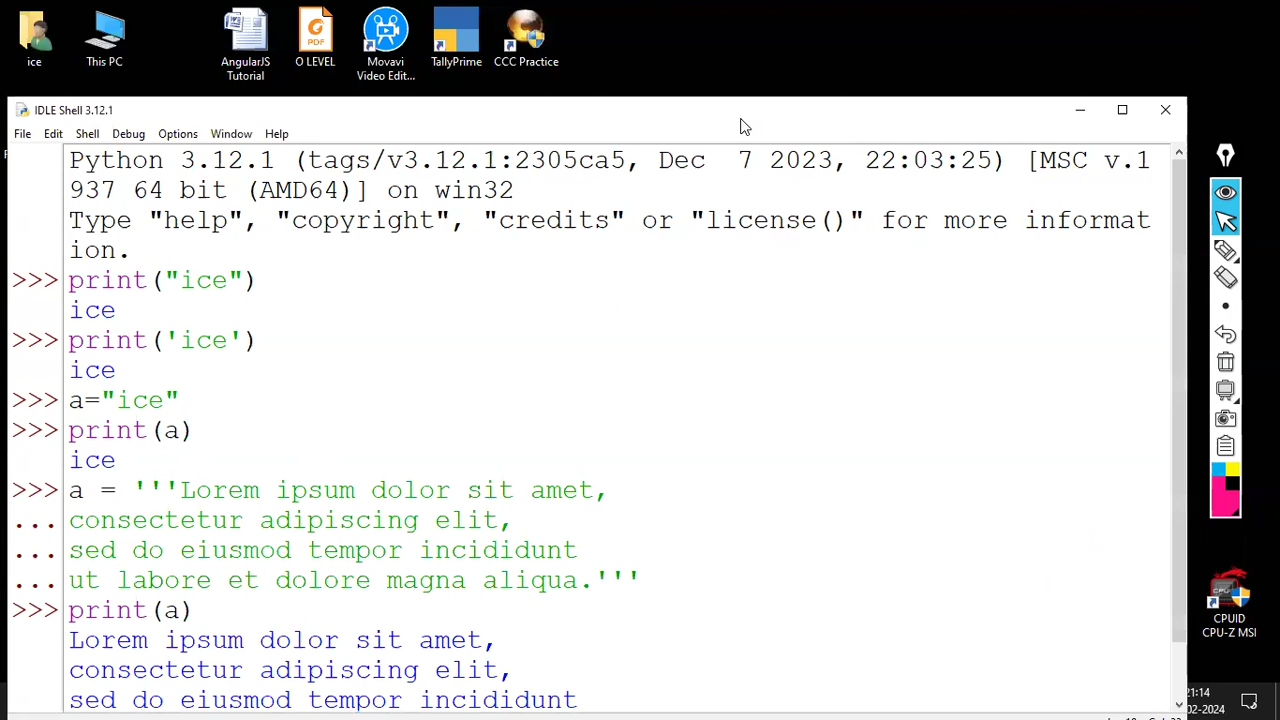 ice
This PC
AngularJS
Tutorial
PDF
O LEVEL
Movavi
Video Edit...
TallyPrime
CCC Practice
IDLE Shell 3.12.1
File Edit Shell Debug Options Window Help
Python 3.12.1 (tags/v3.12.1:2305ca5, Dec  7 2023, 22:03:25) [MSC v.1
937 64 bit (AMD64)] on win32
Type "help", "copyright", "credits" or "license()" for more informat
ion.
>>> print("ice")
ice
>>> print('ice')
ice
>>> a="ice"
>>> print(a)
ice
>>> a = '''Lorem ipsum dolor sit amet,
... consectetur adipiscing elit,
... sed do eiusmod tempor incididunt
... ut labore et dolore magna aliqua.'''
>>> print(a)
Lorem ipsum dolor sit amet,
consectetur adipiscing elit,
sed do eiusmod tempor incididunt
CPUID
CPU-Z MSI
21:14
02-2024